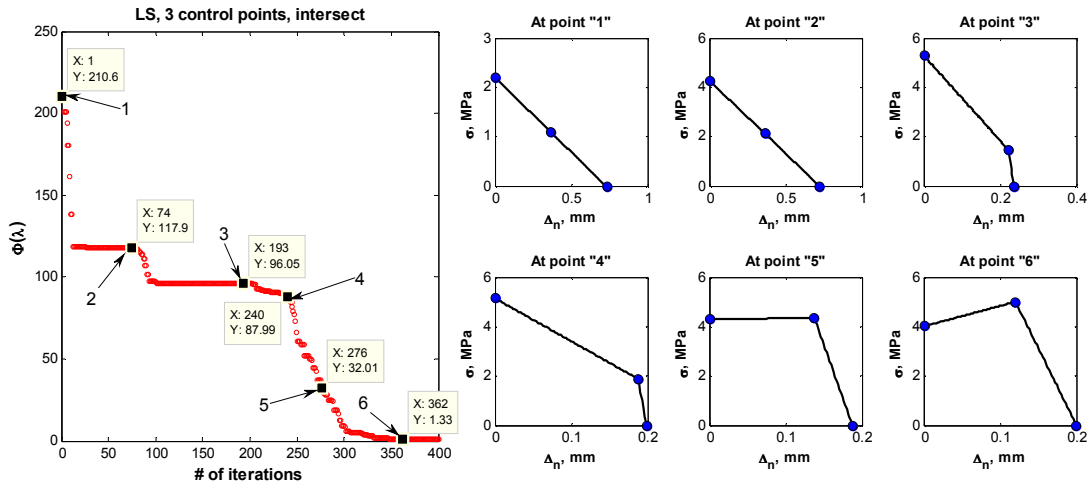 LS, 3 control points, intersect
250
200
150
100
50
0
Φ(λ)
X: 1
Y: 210.6
1
X: 74
Y: 117.9
2
3
X: 193
Y: 96.05
4
X: 240
Y: 87.99
X: 276
Y: 32.01
5
6
X: 362
Y: 1.33
0 50 100 150 200 250 300 350 400
# of iterations
At point "1"
3
2
1
0
σ, MPa
0 0.5 1
Δn, mm
At point "2"
6
4
2
0
σ, MPa
0 0.5 1
Δn, mm
At point "3"
6
4
2
0
σ, MPa
0 0.2 0.4
Δn, mm
At point "4"
6
4
2
0
σ, MPa
0 0.1 0.2
Δn, mm
At point "5"
6
4
2
0
σ, MPa
0 0.1 0.2
Δn, mm
At point "6"
6
4
2
0
σ, MPa
0 0.1 0.2
Δn, mm